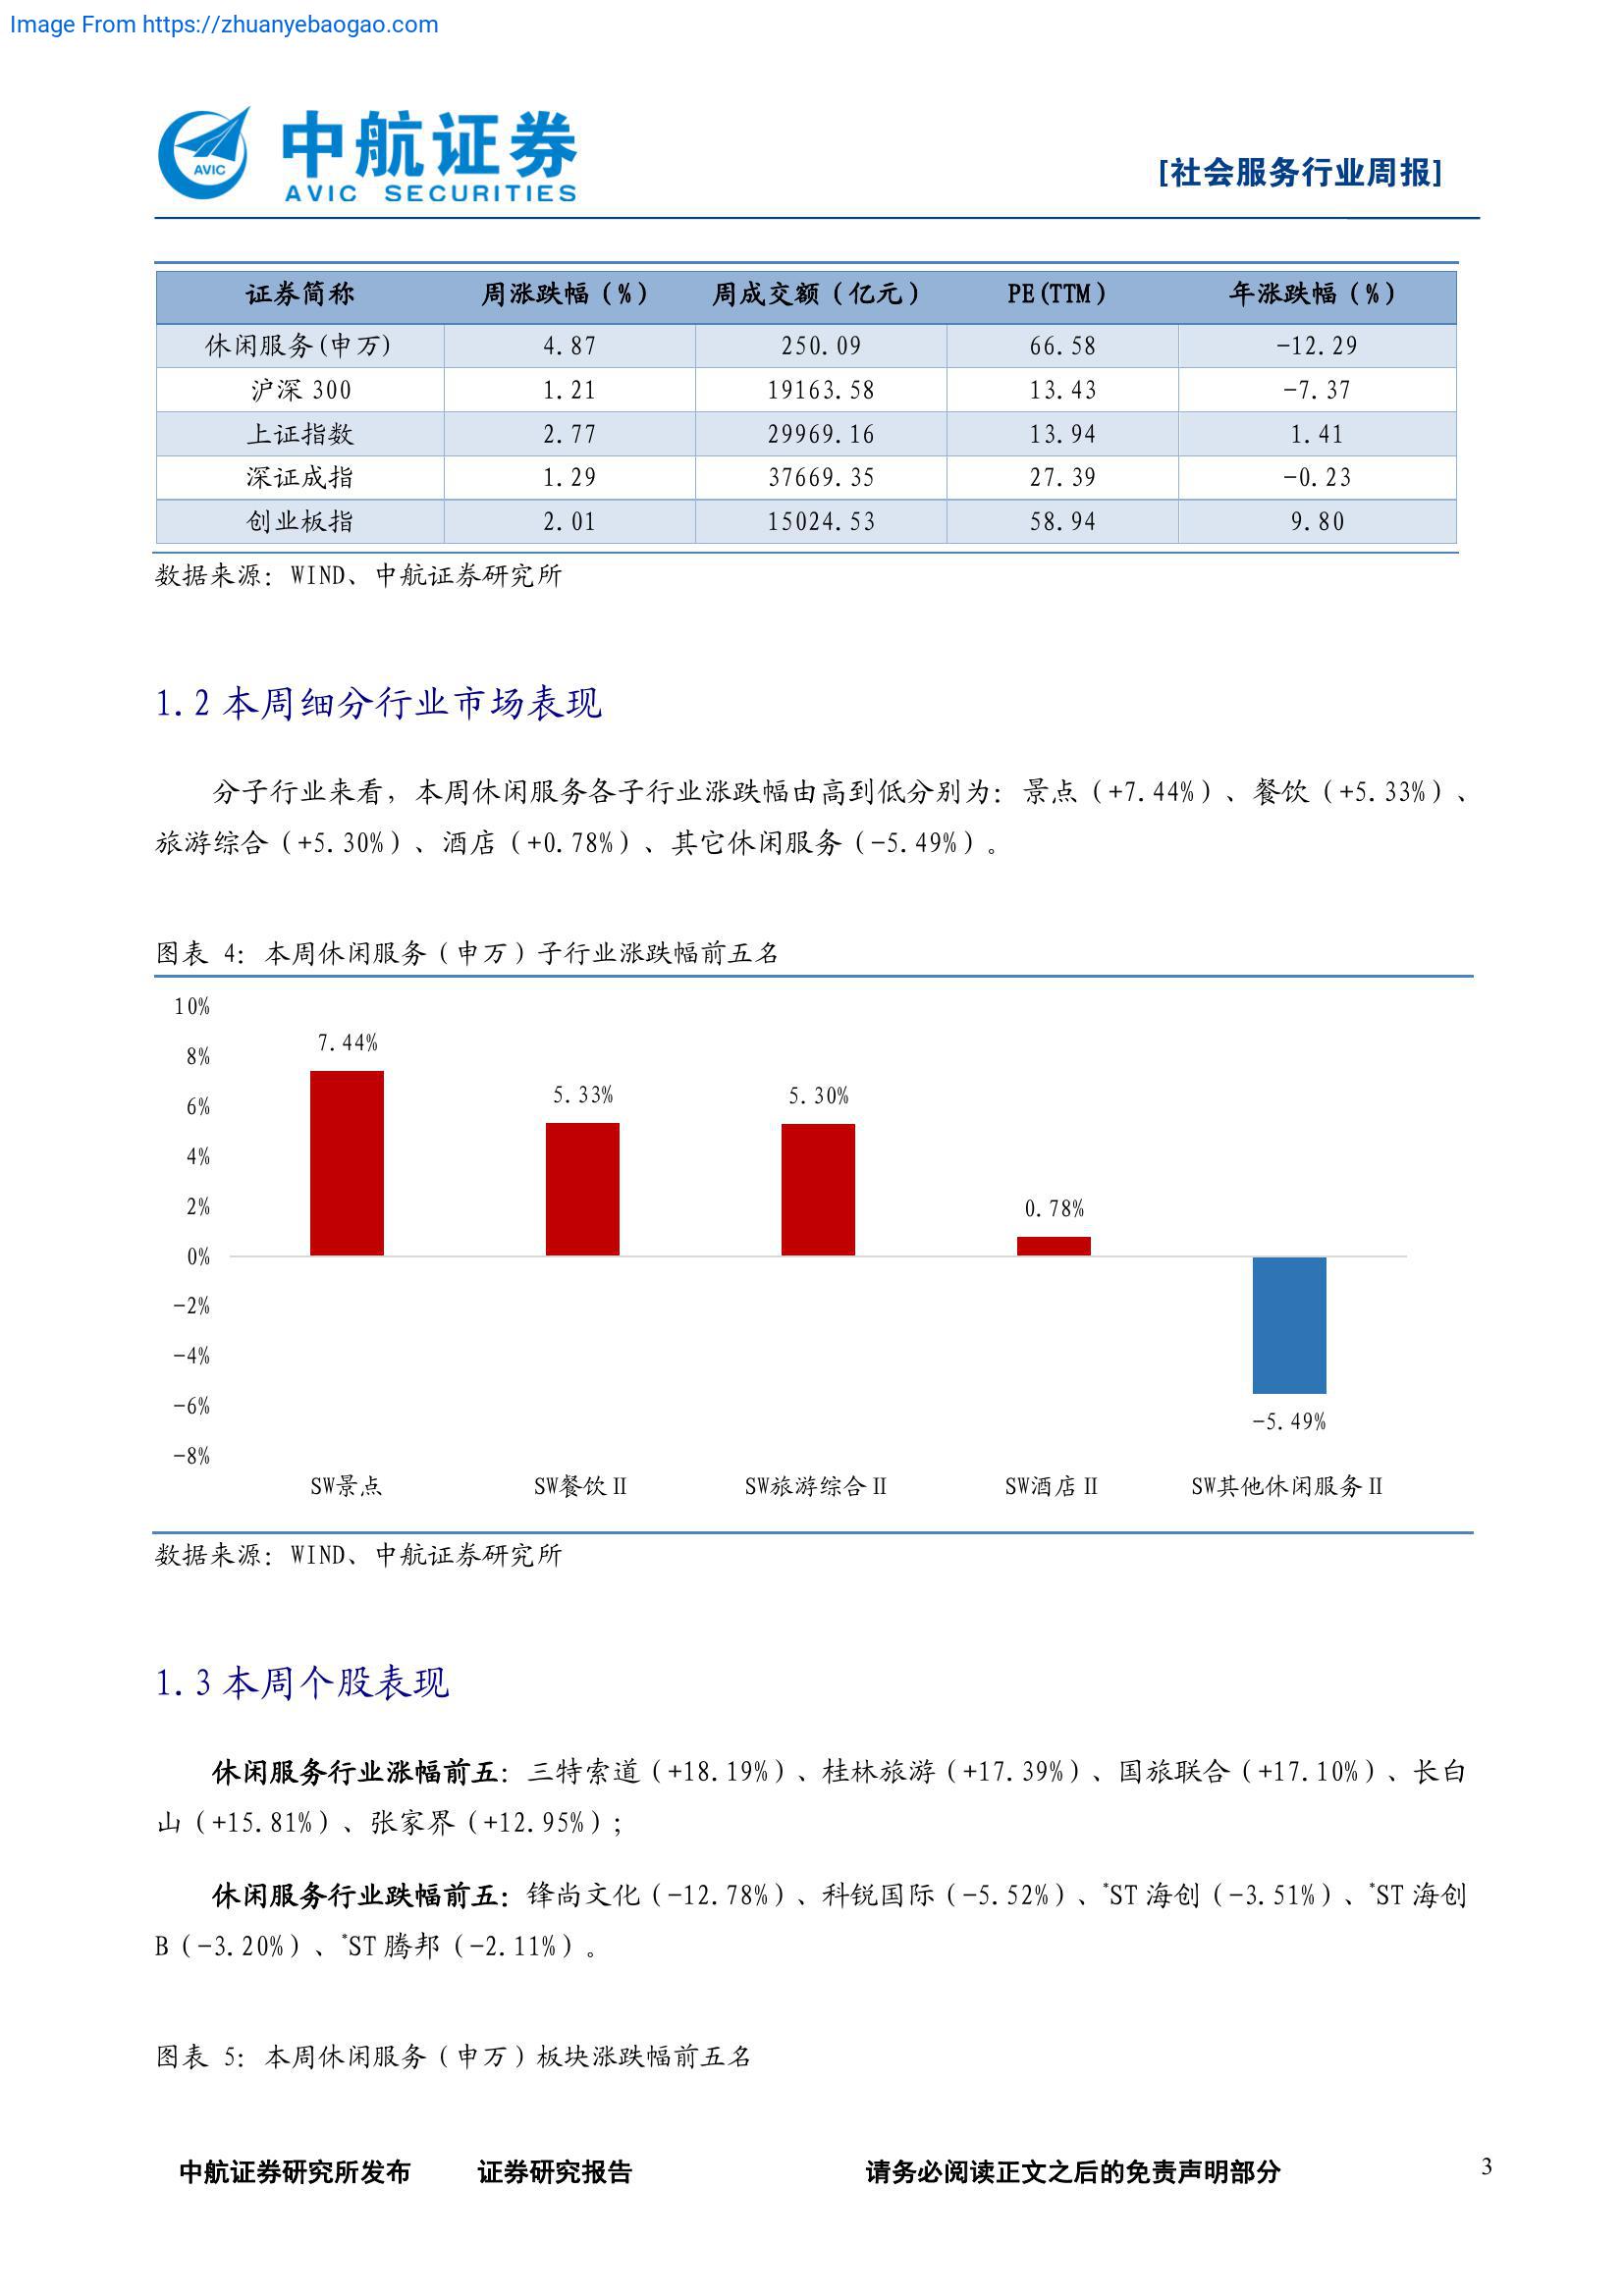 Image From https://zhuanyebaogao.com
中航证券
AVIC SECURITIES
AVIC
[社会服务行业周报]
证券简称 周涨跌幅（%） 周成交额（亿元） PE(TTM) 年涨跌幅（%）
休闲服务(申万) 4.87 250.09 66.58 -12.29
沪深 300 1.21 19163.58 13.43 -7.37
上证指数 2.77 29969.16 13.94 1.41
深证成指 1.29 37669.35 27.39 -0.23
创业板指 2.01 15024.53 58.94 9.80
数据来源：WIND、中航证券研究所
1.2 本周细分行业市场表现
分子行业来看，本周休闲服务各子行业涨跌幅由高到低分别为：景点（+7.44%）、餐饮（+5.33%）、
旅游综合（+5.30%）、酒店（+0.78%）、其它休闲服务（-5.49%）。
图表 4：本周休闲服务（申万）子行业涨跌幅前五名
10%
8%
6%
4%
2%
0%
-2%
-4%
-6%
-8%
7.44%
5.33%
5.30%
0.78%
-5.49%
SW景点 SW餐饮Ⅱ SW旅游综合Ⅱ SW酒店Ⅱ SW其他休闲服务Ⅱ
数据来源：WIND、中航证券研究所
1.3 本周个股表现
休闲服务行业涨幅前五：三特索道（+18.19%）、桂林旅游（+17.39%）、国旅联合（+17.10%）、长白
山（+15.81%）、张家界（+12.95%）；
休闲服务行业跌幅前五：锋尚文化（-12.78%）、科锐国际（-5.52%）、*ST 海创（-3.51%）、*ST 海创
B（-3.20%）、*ST 腾邦（-2.11%）。
图表 5：本周休闲服务（申万）板块涨跌幅前五名
中航证券研究所发布 证券研究报告 请务必阅读正文之后的免责声明部分 3